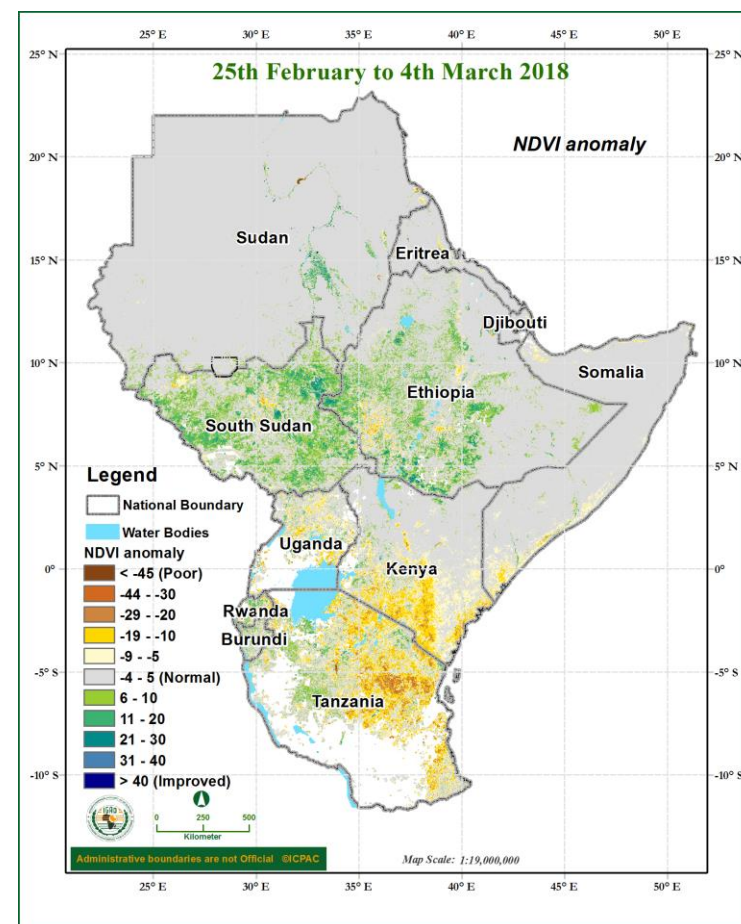 25° E 30° E 35° E 40° E 45° E 50° E
25° N 25° N
25th February to 4th March 2018
NDVI anomaly
20° N 20° N
Sudan
Eritrea
15° N 15° N
Djibouti
10° N 10° N
Somalia
Ethiopia
South Sudan
5° N 5° N
Legend
National Boundary
Water Bodies
NDVI anomaly
< -45 (Poor)
-44 - -30
-29 - -20
-19 - -10
-9 - -5
-4 - 5 (Normal)
6 - 10
11 - 20
21 - 30
31 - 40
> 40 (Improved)
Uganda
Kenya
0° 0°
Rwanda
Burundi
Tanzania
-5° S -5° S
-10° S -10° S
IGAD
0 250 500
Kilometer
Administrative boundaries are not Official ©ICPAC
Map Scale: 1:19,000,000
25° E 30° E 35° E 40° E 45° E 50° E